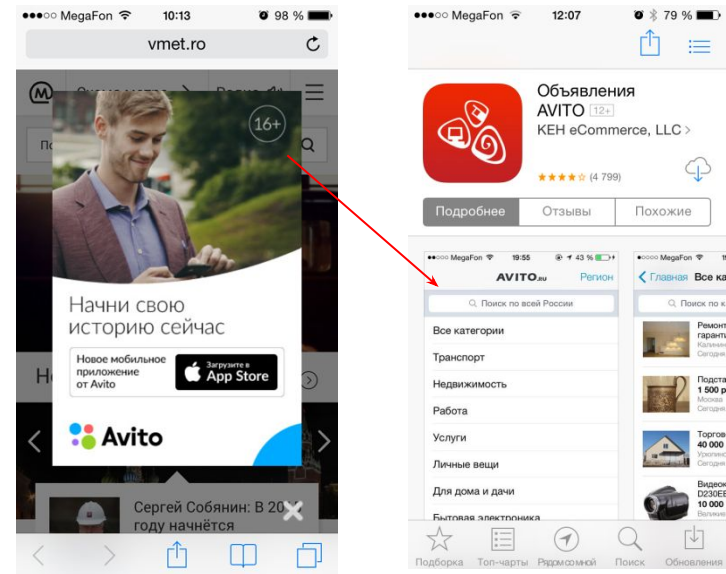 MegaFon 10:13 98 %
vmet.ro
16+
Начни свою
историю сейчас
Новое мобильное
приложение
от Avito
Загрузите в
App Store
Avito
Сергей Собянин: В 20
году начнётся
MegaFon 12:07 79 %
Объявления
AVITO 12+
KEH eCommerce, LLC >
(4 799)
Подробнее Отзывы Похожие
MegaFon 19:55 43 %
AVITO.RU Регион
Поиск по всей России
Все категории
Транспорт
Недвижимость
Работа
Услуги
Личные вещи
Для дома и дачи
Бытовая электроника
MegaFon
Главная Все ка
Поиск по к
Ремонт
гаранти
Калинин
Сегодня
Подста
1 500 р
Москва
Сегодня
Торгов
40 000
Сегодня
Видеок
D230EE
10 000
Подборка Топ-чарты Рядом со мной Поиск Обновления